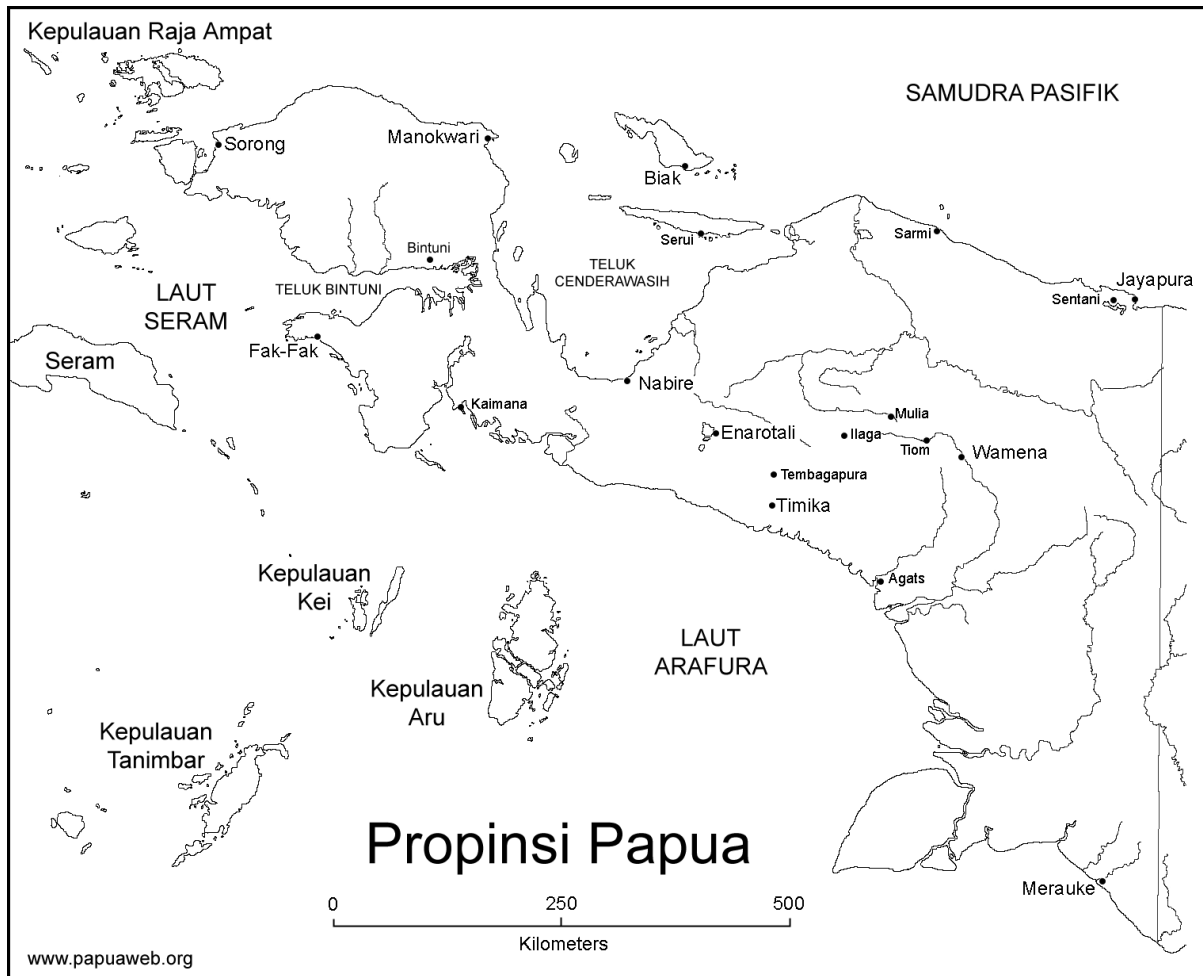 Kepulauan Raja Ampat
SAMUDRA PASIFIK
Sorong
Manokwari
Biak
Serui
Sarmi
Bintuni
TELUK
CENDERAWASIH
TELUK BINTUNI
Jayapura
Sentani
LAUT
SERAM
Seram
Fak-Fak
Nabire
Kaimana
Mulia
Enarotali
Ilaga
Tiom
Wamena
Tembagapura
Timika
Kepulauan
Kei
Agats
LAUT
ARAFURA
Kepulauan
Aru
Kepulauan
Tanimbar
Propinsi Papua
Merauke
0 250 500
Kilometers
www.papuaweb.org